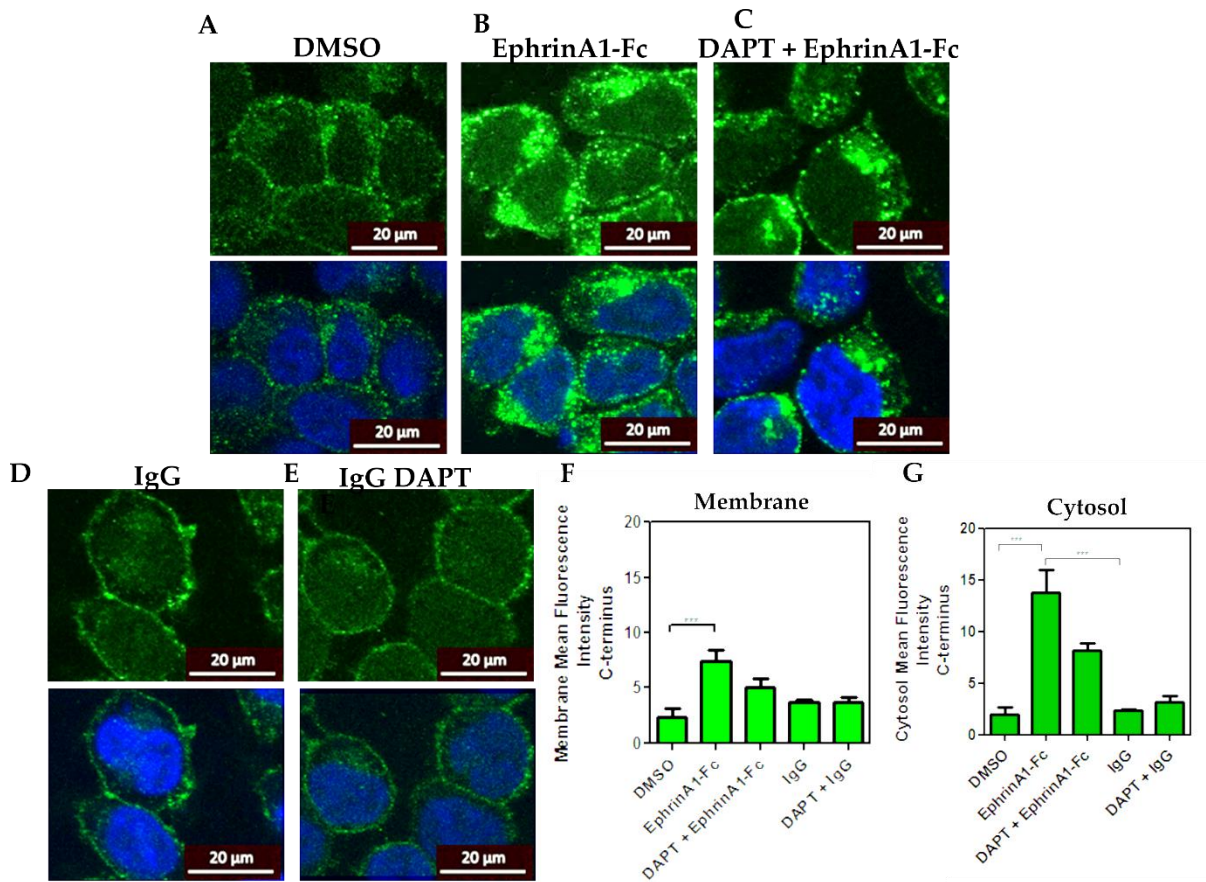 A
DMSO
B
EphrinA1-Fc
C
DAPT + EphrinA1-Fc
20 µm
20 µm
20 µm
20 µm
20 µm
20 µm
D
IgG
E
IgG DAPT
20 µm
20 µm
20 µm
20 µm
F
Membrane
Membrane Mean Fluorescence
Intensity
C-terminus
20
15
10
5
0
***
DMSO
EphrinA1-Fc
DAPT + EphrinA1-Fc
IgG
DAPT + IgG
G
Cytosol
Cytosol Mean Fluorescence
Intensity
C-terminus
20
15
10
5
0
***
***
DMSO
EphrinA1-Fc
DAPT + EphrinA1-Fc
IgG
DAPT + IgG